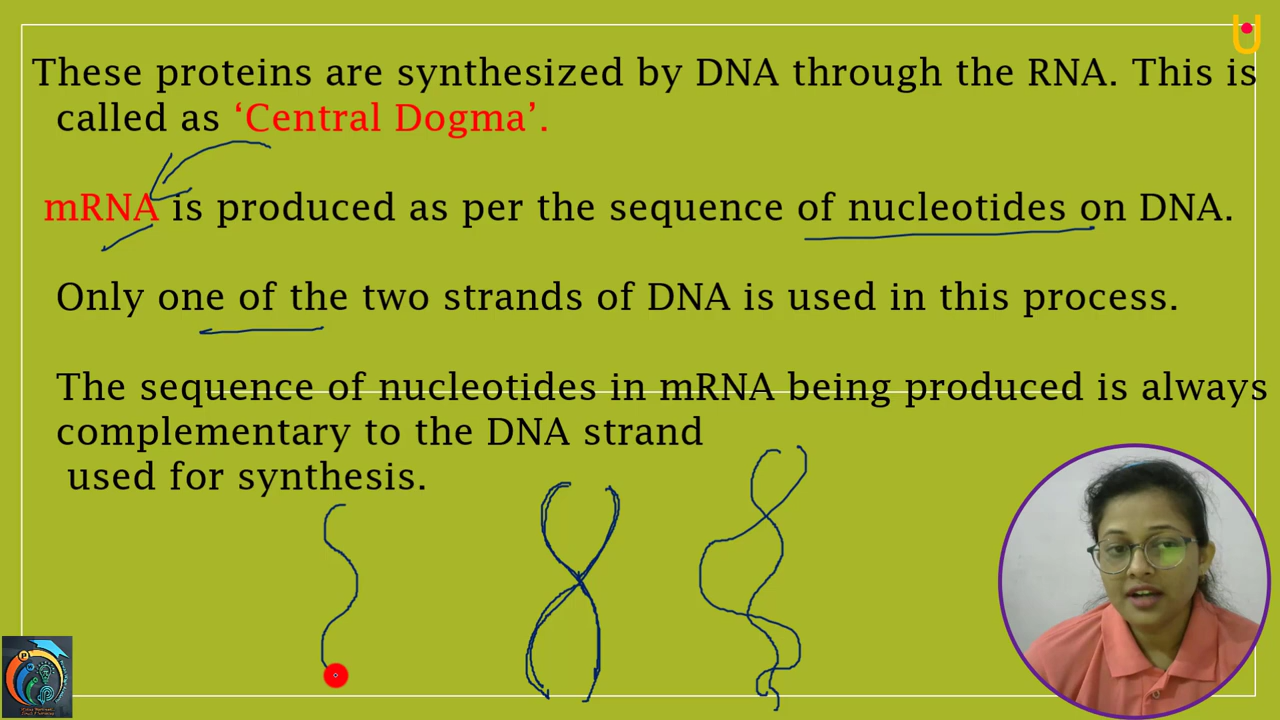 These proteins are synthesized by DNA through the RNA. This is
called as ‘Central Dogma’.
mRNA is produced as per the sequence of nucleotides on DNA.
Only one of the two strands of DNA is used in this process.
The sequence of nucleotides in mRNA being produced is always
complementary to the DNA strand
used for synthesis.